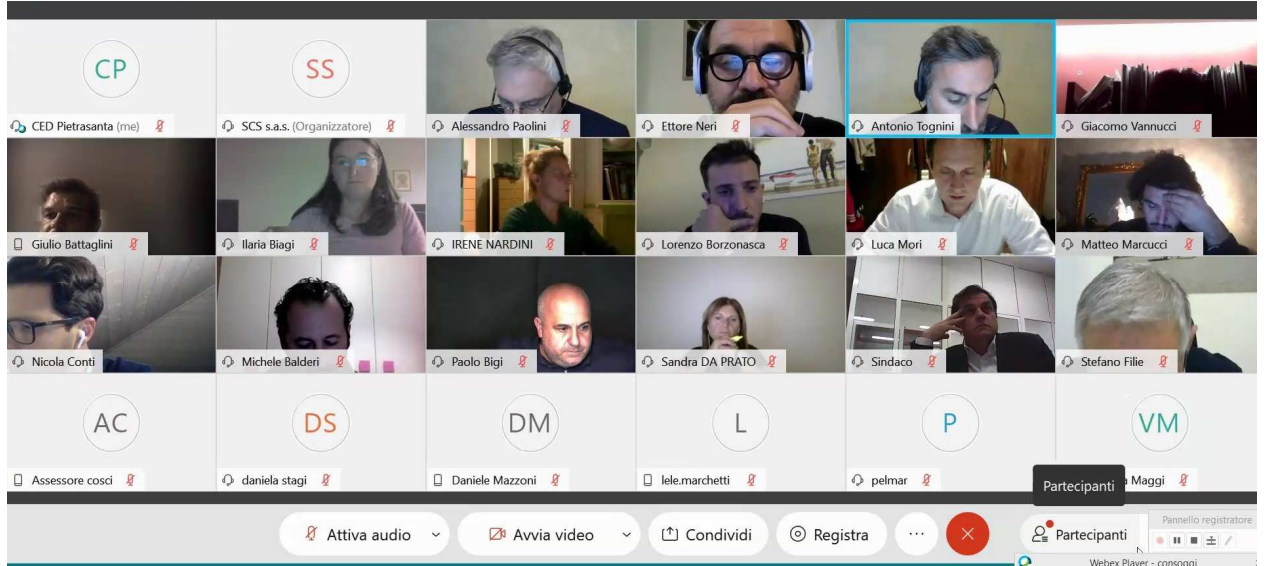 CP
SS
CED Pietrasanta (me)
SCS s.a.s. (Organizzatore)
Alessandro Paolini
Ettore Neri
Antonio Tognini
Giacomo Vannucci
Giulio Battaglini
Ilaria Biagi
IRENE NARDINI
Lorenzo Borzonasca
Luca Mori
Matteo Marcucci
Nicola Conti
Michele Balderi
Paolo Bigi
Sandra DA PRATO
Sindaco
Stefano Filie
AC
DS
DM
L
P
VM
Assessore cosci
daniela stagi
Daniele Mazzoni
lele.marchetti
pelmar
Maggi
Partecipanti
Attiva audio
Avvia video
Condividi
Registra
Partecipanti
Pannello registratore
Webex Player - consoggi